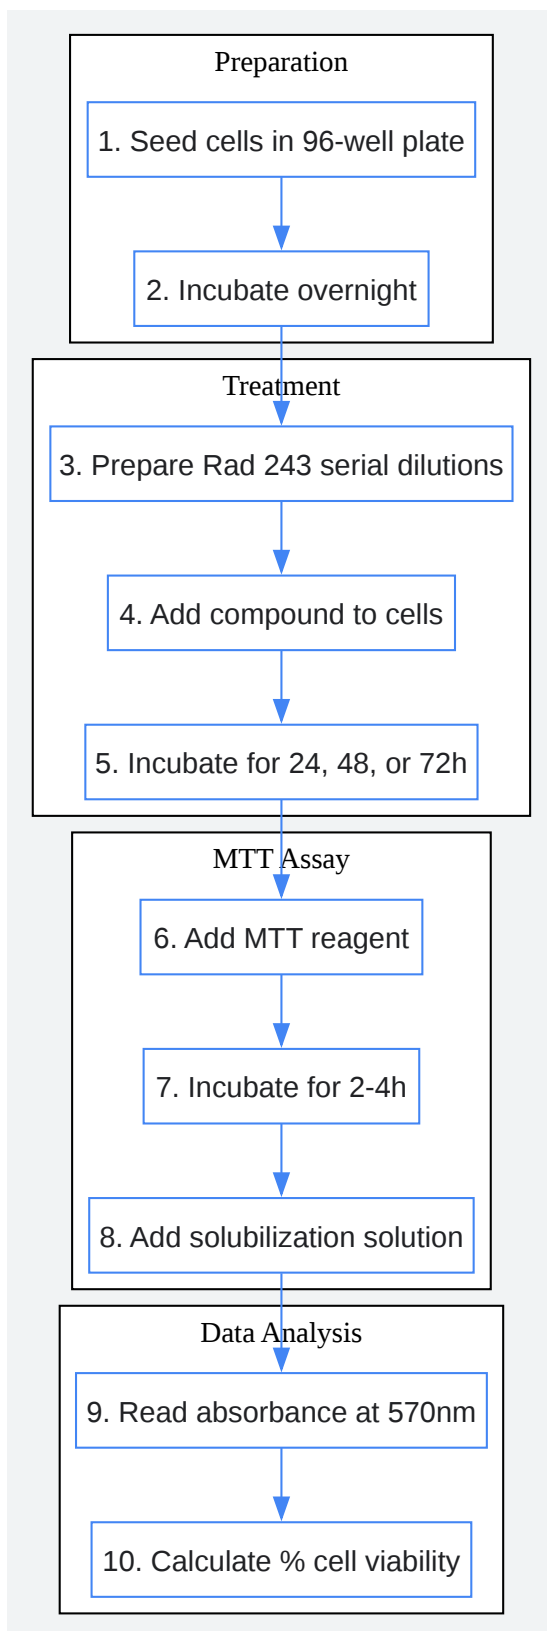 Preparation
1. Seed cells in 96-well plate
2. Incubate overnight
Treatment
3. Prepare Rad 243 serial dilutions
4. Add compound to cells
5. Incubate for 24, 48, or 72h
MTT Assay
6. Add MTT reagent
7. Incubate for 2-4h
8. Add solubilization solution
Data Analysis
9. Read absorbance at 570nm
10. Calculate % cell viability